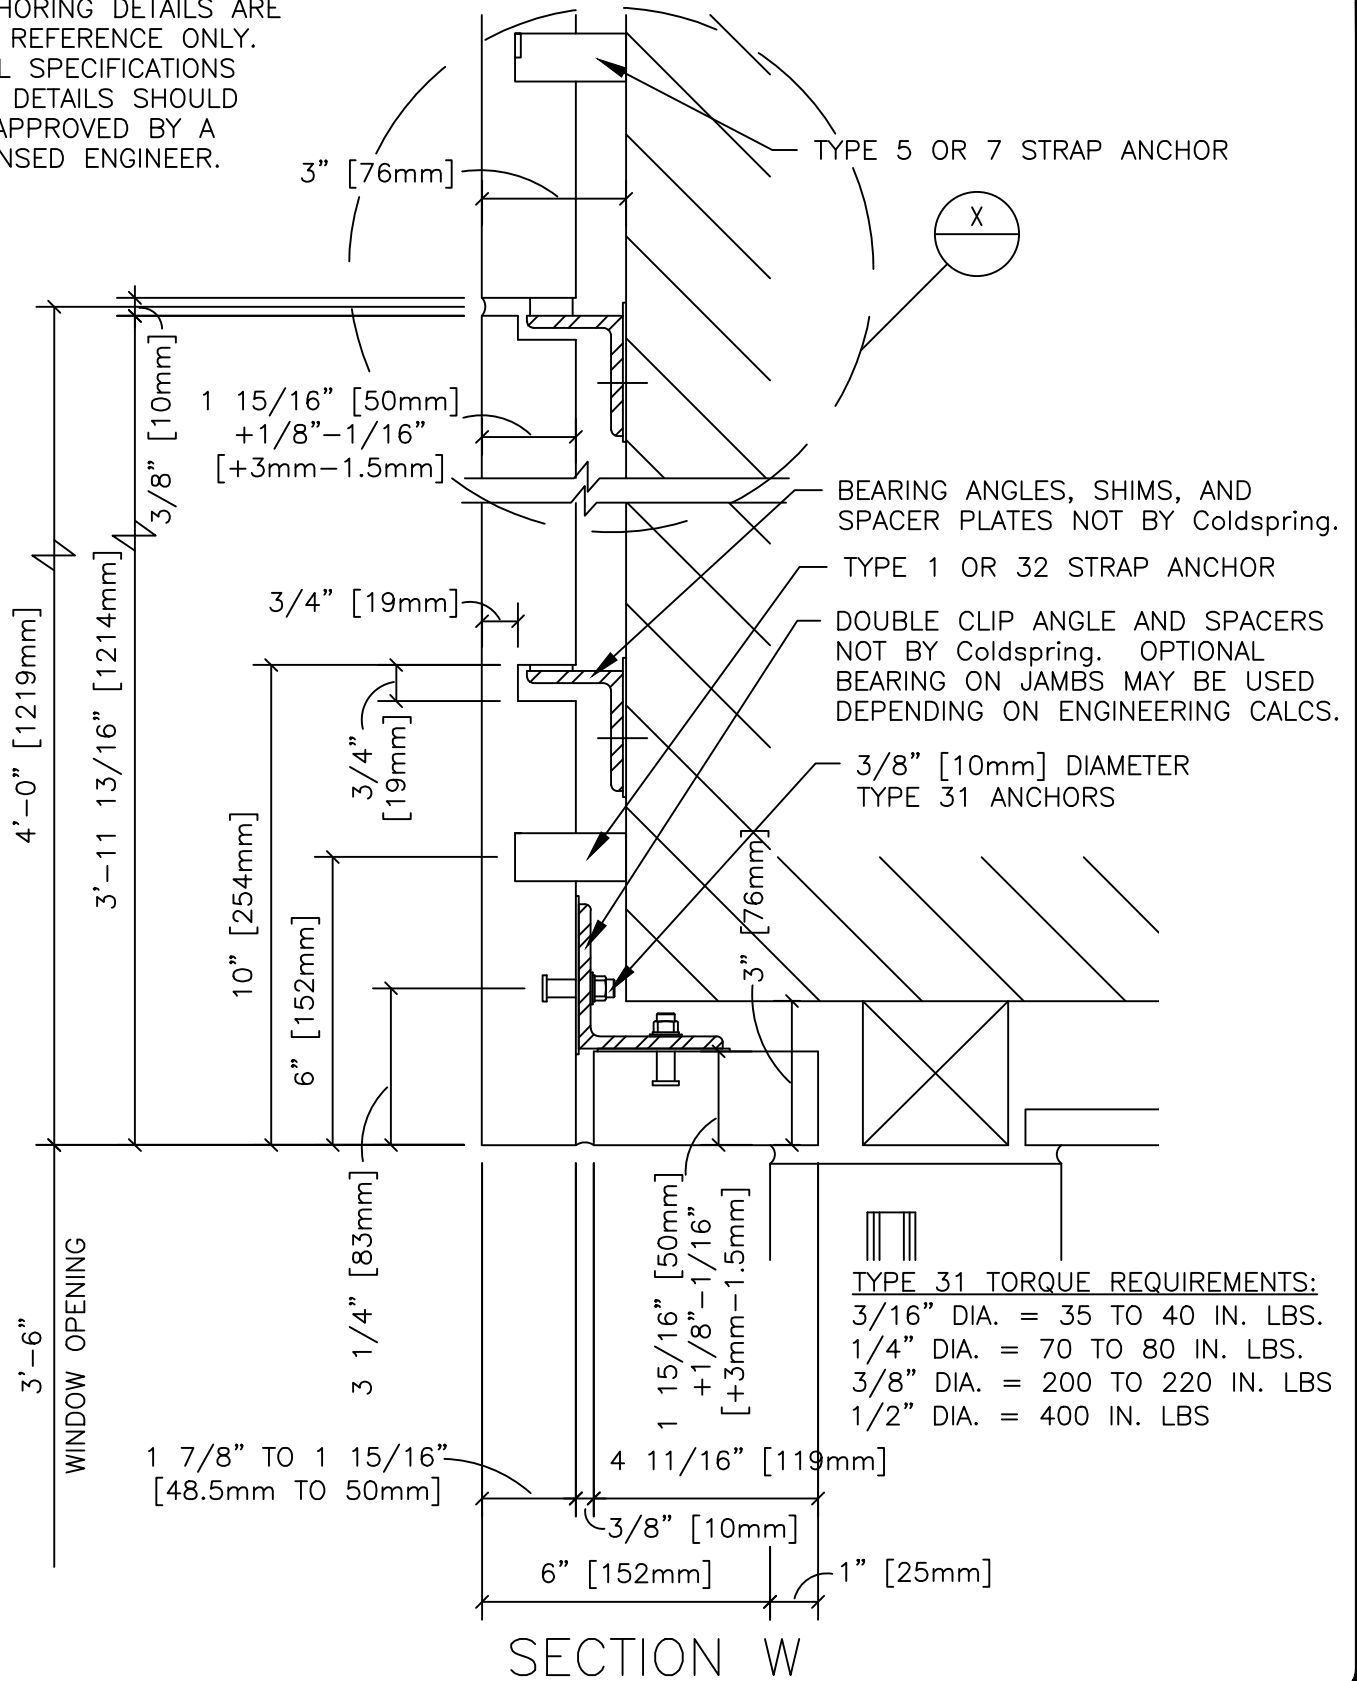 HORING DETAILS ARE
REFERENCE ONLY.
L SPECIFICATIONS
DETAILS SHOULD
APPROVED BY A
NSED ENGINEER.
3" [76mm]
TYPE 5 OR 7 STRAP ANCHOR
X
3/8" [10mm]
1 15/16" [50mm]
+1/8"-1/16"
[+3mm-1.5mm]
BEARING ANGLES, SHIMS, AND
SPACER PLATES NOT BY Coldspring.
TYPE 1 OR 32 STRAP ANCHOR
3/4" [19mm]
DOUBLE CLIP ANGLE AND SPACERS
NOT BY Coldspring. OPTIONAL
BEARING ON JAMBS MAY BE USED
DEPENDING ON ENGINEERING CALCS.
4'-0" [1219mm]
3'-11 13/16" [1214mm]
3/4"
[19mm]
3/8" [10mm] DIAMETER
TYPE 31 ANCHORS
10" [254mm]
6" [152mm]
3" [76mm]
3 1/4" [83mm]
1 15/16" [50mm]
+1/8"-1/16"
[+3mm-1.5mm]
3'-6"
WINDOW OPENING
TYPE 31 TORQUE REQUIREMENTS:
3/16" DIA. = 35 TO 40 IN. LBS.
1/4" DIA. = 70 TO 80 IN. LBS.
3/8" DIA. = 200 TO 220 IN. LBS
1/2" DIA. = 400 IN. LBS
1 7/8" TO 1 15/16"
[48.5mm TO 50mm]
4 11/16" [119mm]
3/8" [10mm]
6" [152mm]
1" [25mm]
SECTION W